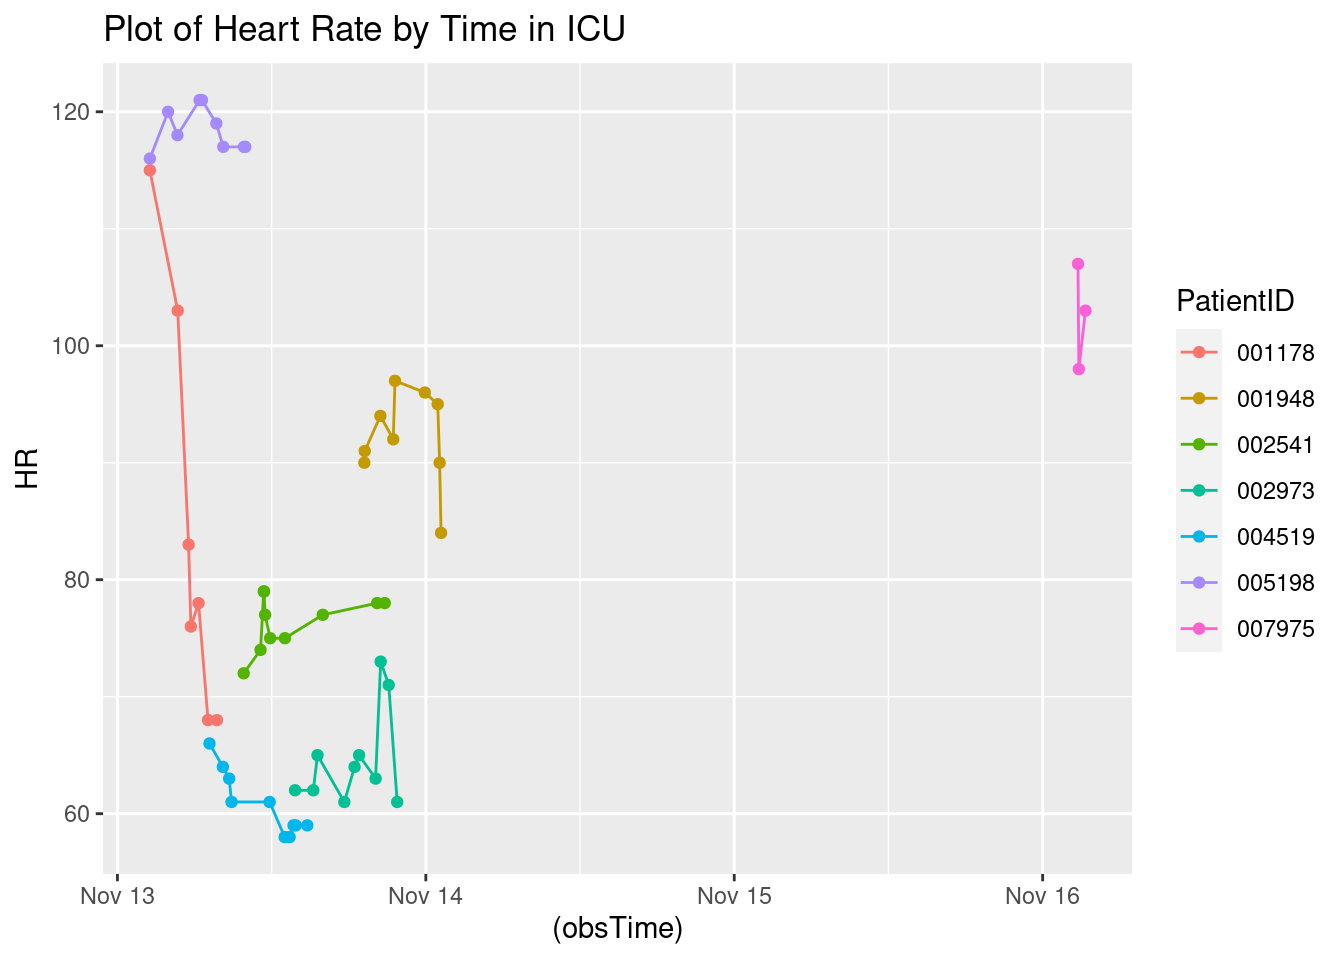 Plot of Heart Rate by Time in ICU
120
100
80
60
HR
Nov 13
Nov 14
Nov 15
Nov 16
(obsTime)
PatientID
001178
001948
002541
002973
004519
005198
007975